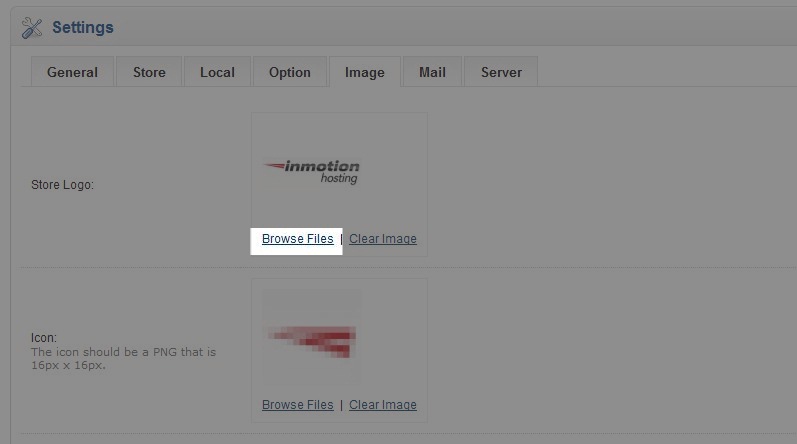 Settings
General Store Local Option Image Mail Server
inmotion
hosting
Store Logo:
Browse Files | Clear Image
Icon:
The icon should be a PNG that is
16px x 16px.
Browse Files | Clear Image